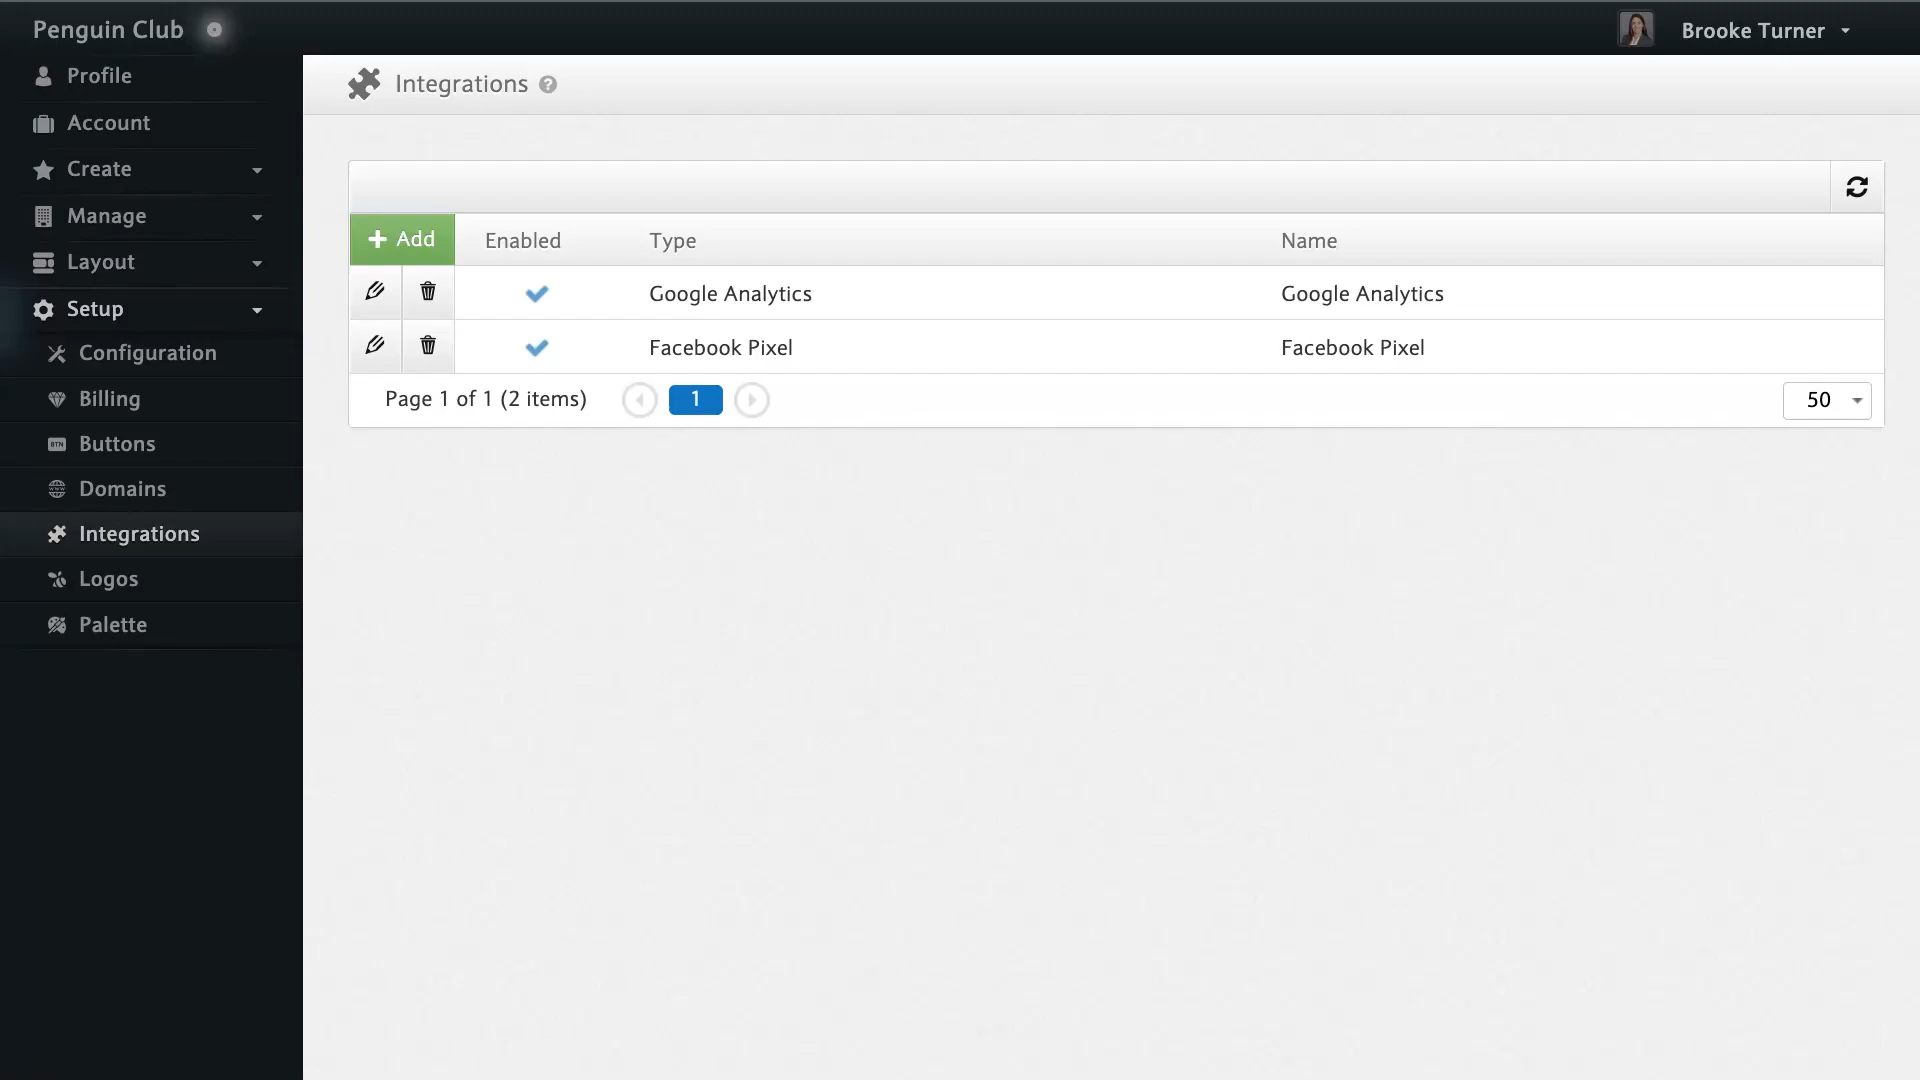 Penguin Club
Brooke Turner
Profile
Account
Create
Manage
Layout
Setup
Configuration
Billing
BTN Buttons
Domains
Integrations
Logos
Palette
Integrations ?
+ Add Enabled Type Name
Google Analytics Google Analytics
Facebook Pixel Facebook Pixel
Page 1 of 1 (2 items) 1 50